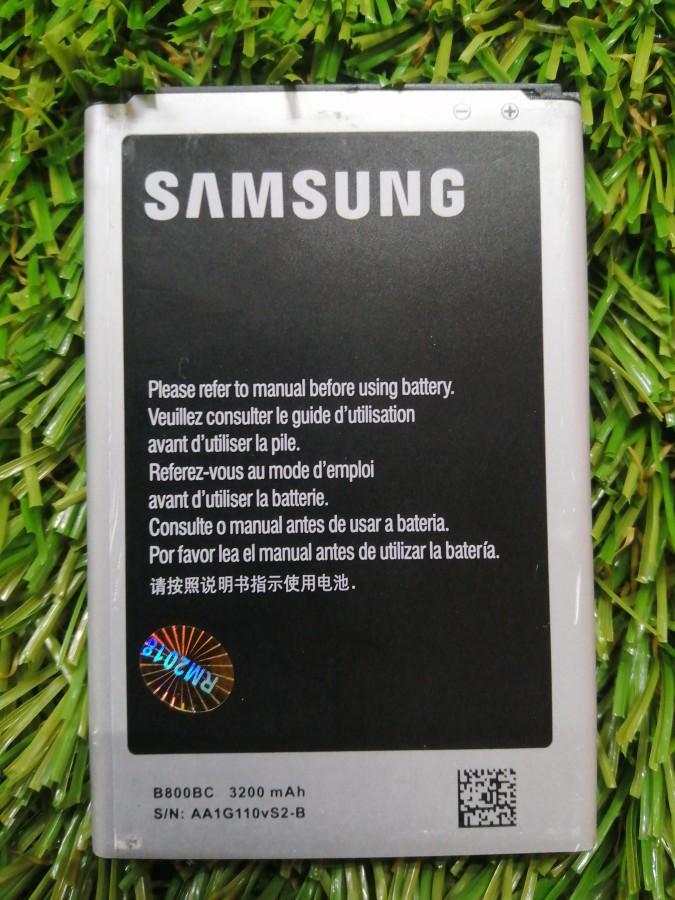 SAMSUNG
Please refer to manual before using battery.
Veuillez consulter le guide d'utilisation
avant d'utiliser la pile.
Referez-vous au mode d'emploi
avant d'utiliser la batterie.
Consulte o manual antes de usar a bateria.
Por favor lea el manual antes de utilizar la batería.
请按照说明书指示使用电池.
RM2018
B800BC 3200 mAh
S/N: AA1G110vS2-B